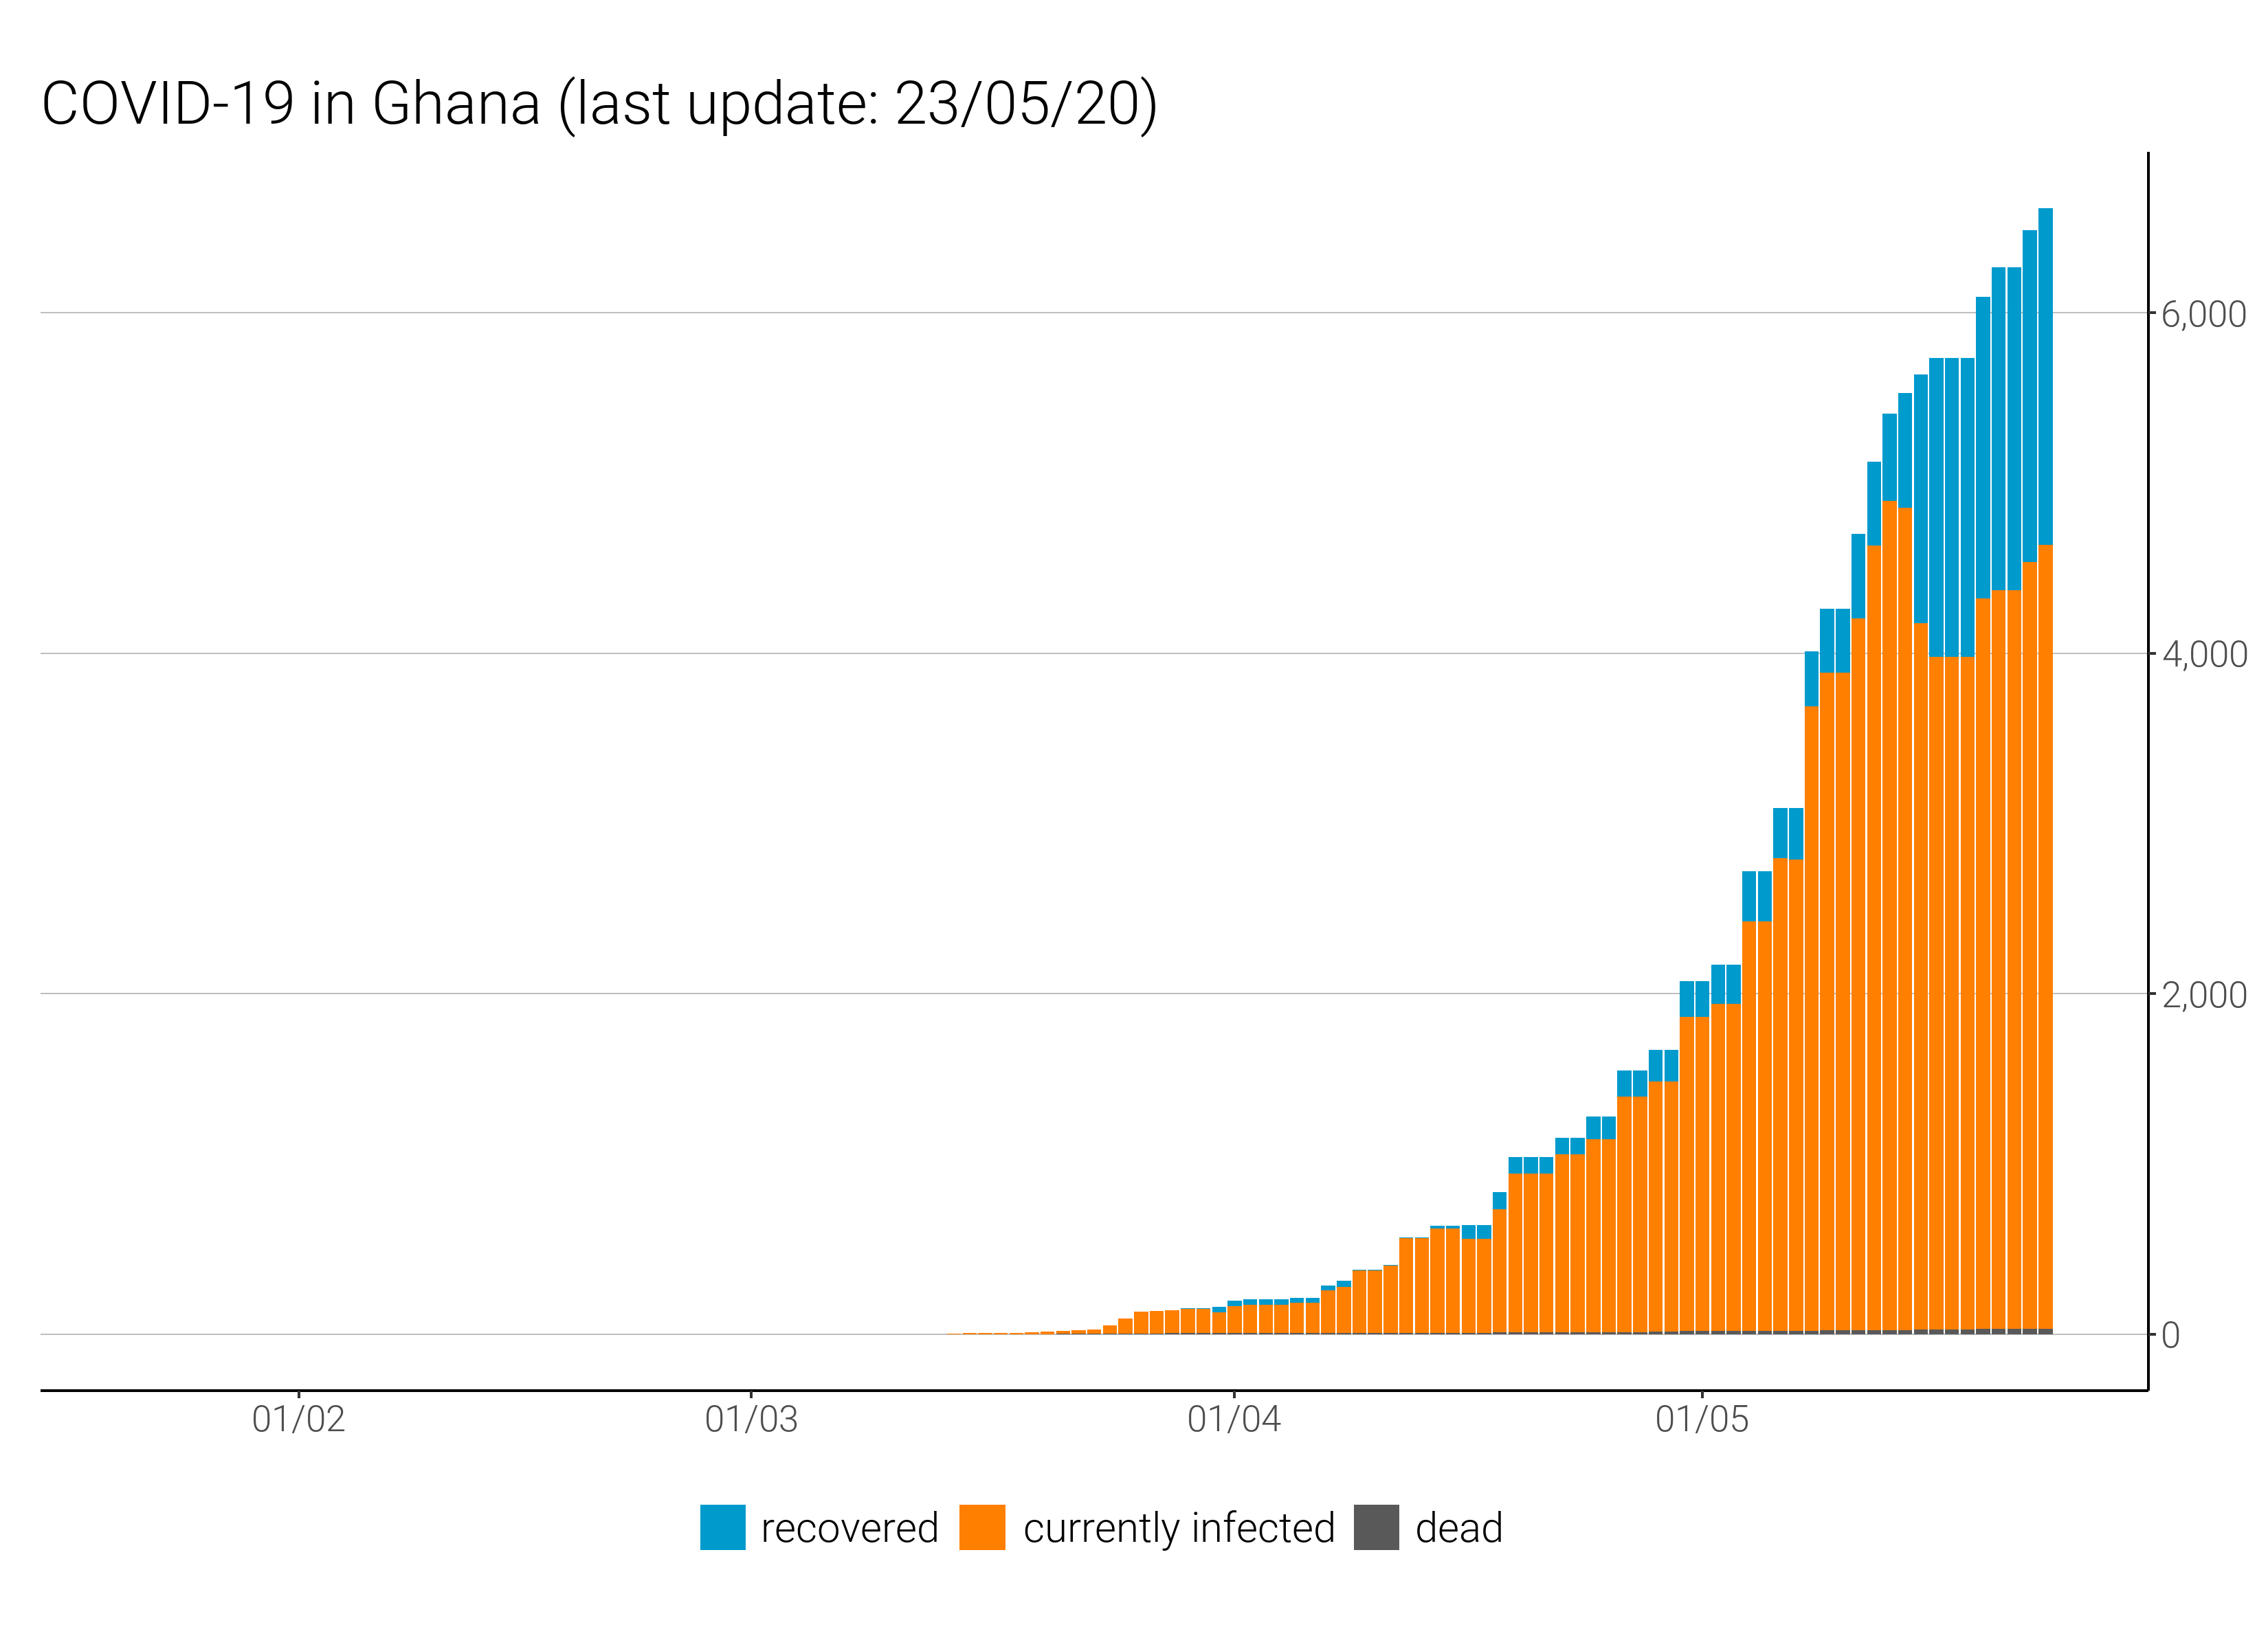 COVID-19 in Ghana (last update: 23/05/20)
6,000
4,000
2,000
0
01/02 01/03 01/04 01/05
recovered currently infected dead